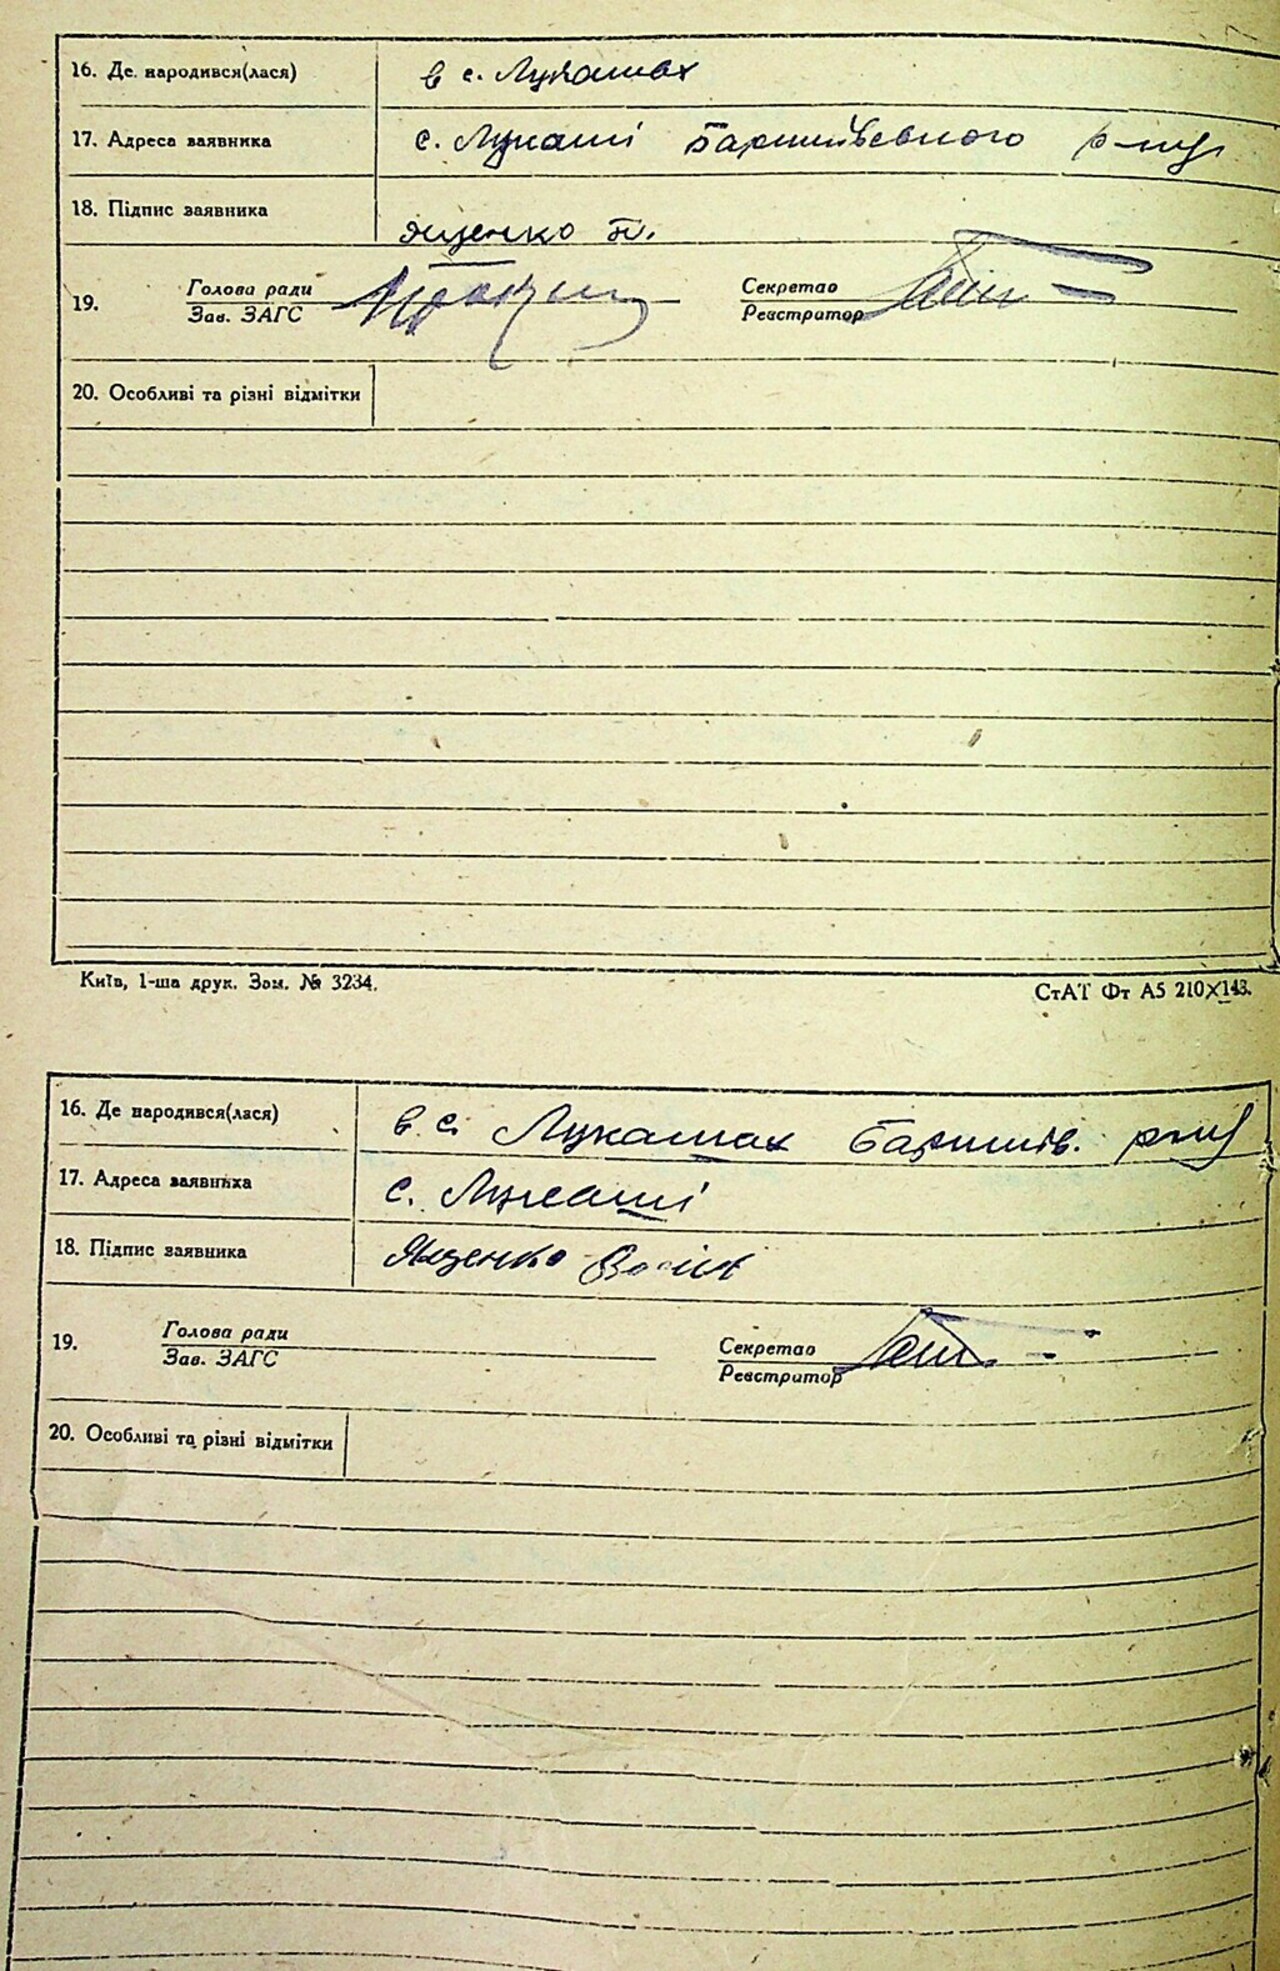 16. Де народився(лася) в с. Лукашах
17. Адреса заявника с. Лукаші Баришівського р-ну
18. Підпис заявника Ященко П.
19. Голова ради Секретар
Зав. ЗАГС Реєстратор
20. Особливі та різні відмітки
Київ, 1-ша друк. Зам. № 3234. СтАТ Фт А5 210X148.
16. Де народився(лася) в с. Лукашах Баришів. р-ну
17. Адреса заявника с. Лукаші
18. Підпис заявника Ященко
19. Голова ради Секретар
Зав. ЗАГС Реєстратор
20. Особливі та різні відмітки